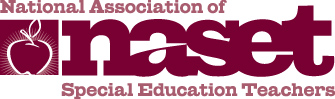 National Association of
naset
Special Education Teachers